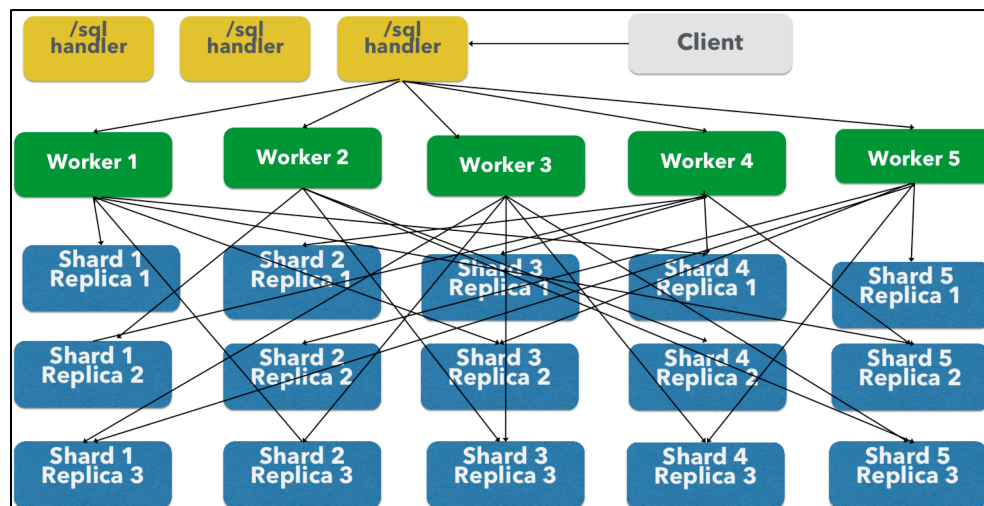 /sql
handler
/sql
handler
/sql
handler
Client
Worker 1
Worker 2
Worker 3
Worker 4
Worker 5
Shard 1
Replica 1
Shard 2
Replica 1
Shard 3
Replica 1
Shard 4
Replica 1
Shard 5
Replica 1
Shard 1
Replica 2
Shard 2
Replica 2
Shard 3
Replica 2
Shard 4
Replica 2
Shard 5
Replica 2
Shard 1
Replica 3
Shard 2
Replica 3
Shard 3
Replica 3
Shard 4
Replica 3
Shard 5
Replica 3